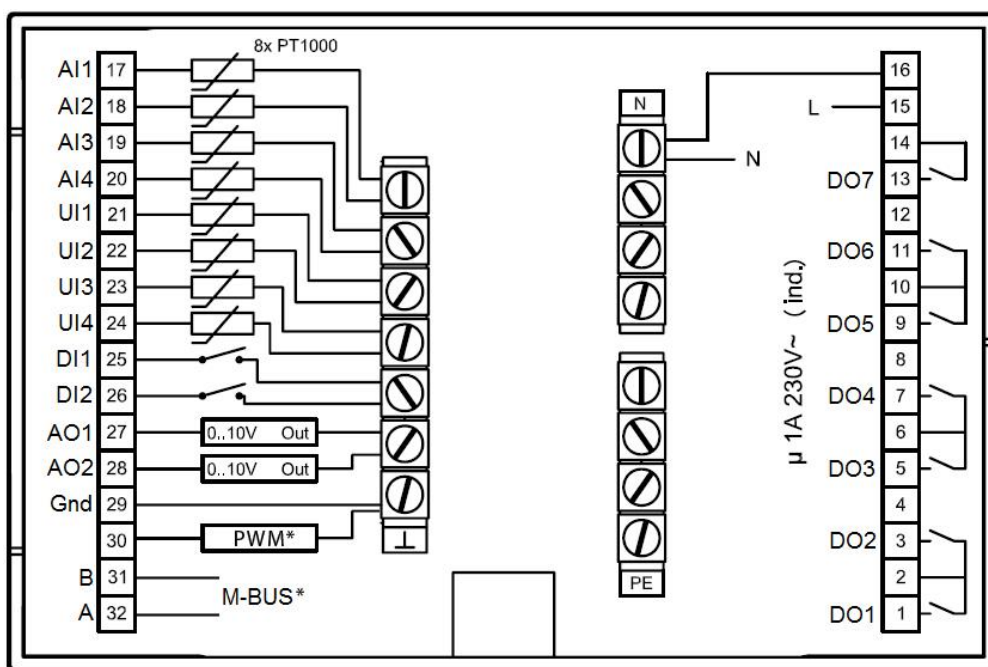 8x PT1000
AI1 17
AI2 18
AI3 19
AI4 20
UI1 21
UI2 22
UI3 23
UI4 24
DI1 25
DI2 26
AO1 27 0..10V Out
AO2 28 0..10V Out
Gnd 29
30 PWM*
B 31
M-BUS*
A 32
⊥
N
N
PE
µ 1A 230V~ (ind.)
16
L 15
14
DO7 13
12
DO6 11
10
DO5 9
8
DO4 7
6
DO3 5
4
DO2 3
2
DO1 1